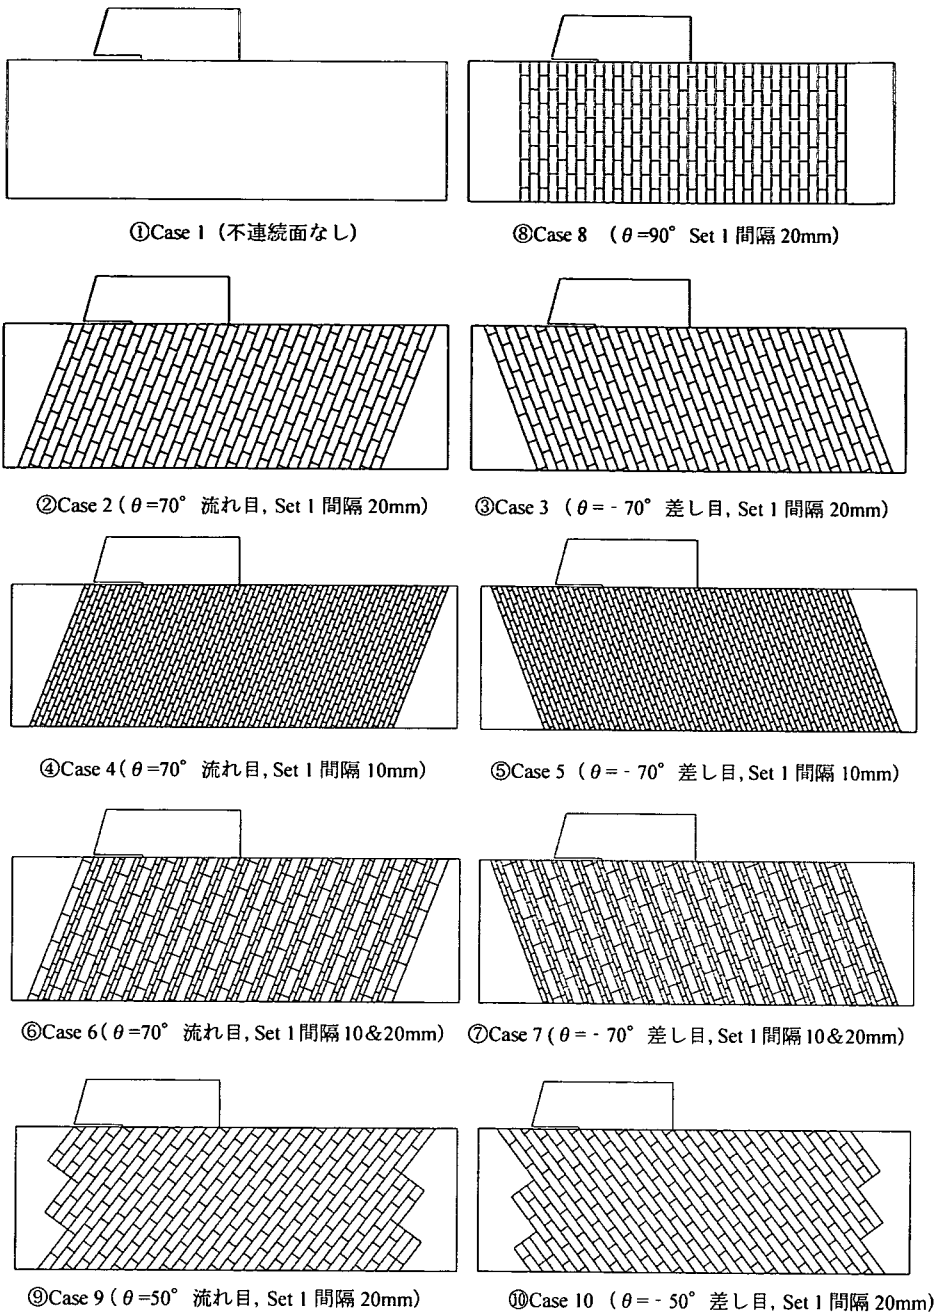 ①Case 1 (不連続面なし)
⑧Case 8 (θ=90° Set 1 間隔 20mm)
②Case 2 (θ=70° 流れ目, Set 1 間隔 20mm)
③Case 3 (θ=-70° 差し目, Set 1 間隔 20mm)
④Case 4 (θ=70° 流れ目, Set 1 間隔 10mm)
⑤Case 5 (θ=-70° 差し目, Set 1 間隔 10mm)
⑥Case 6 (θ=70° 流れ目, Set 1間隔 10&20mm)
⑦Case 7 (θ=-70° 差し目, Set 1間隔 10&20mm)
⑨Case 9 (θ=50° 流れ目, Set 1 間隔 20mm)
⑩Case 10 (θ=-50° 差し目, Set 1 間隔 20mm)